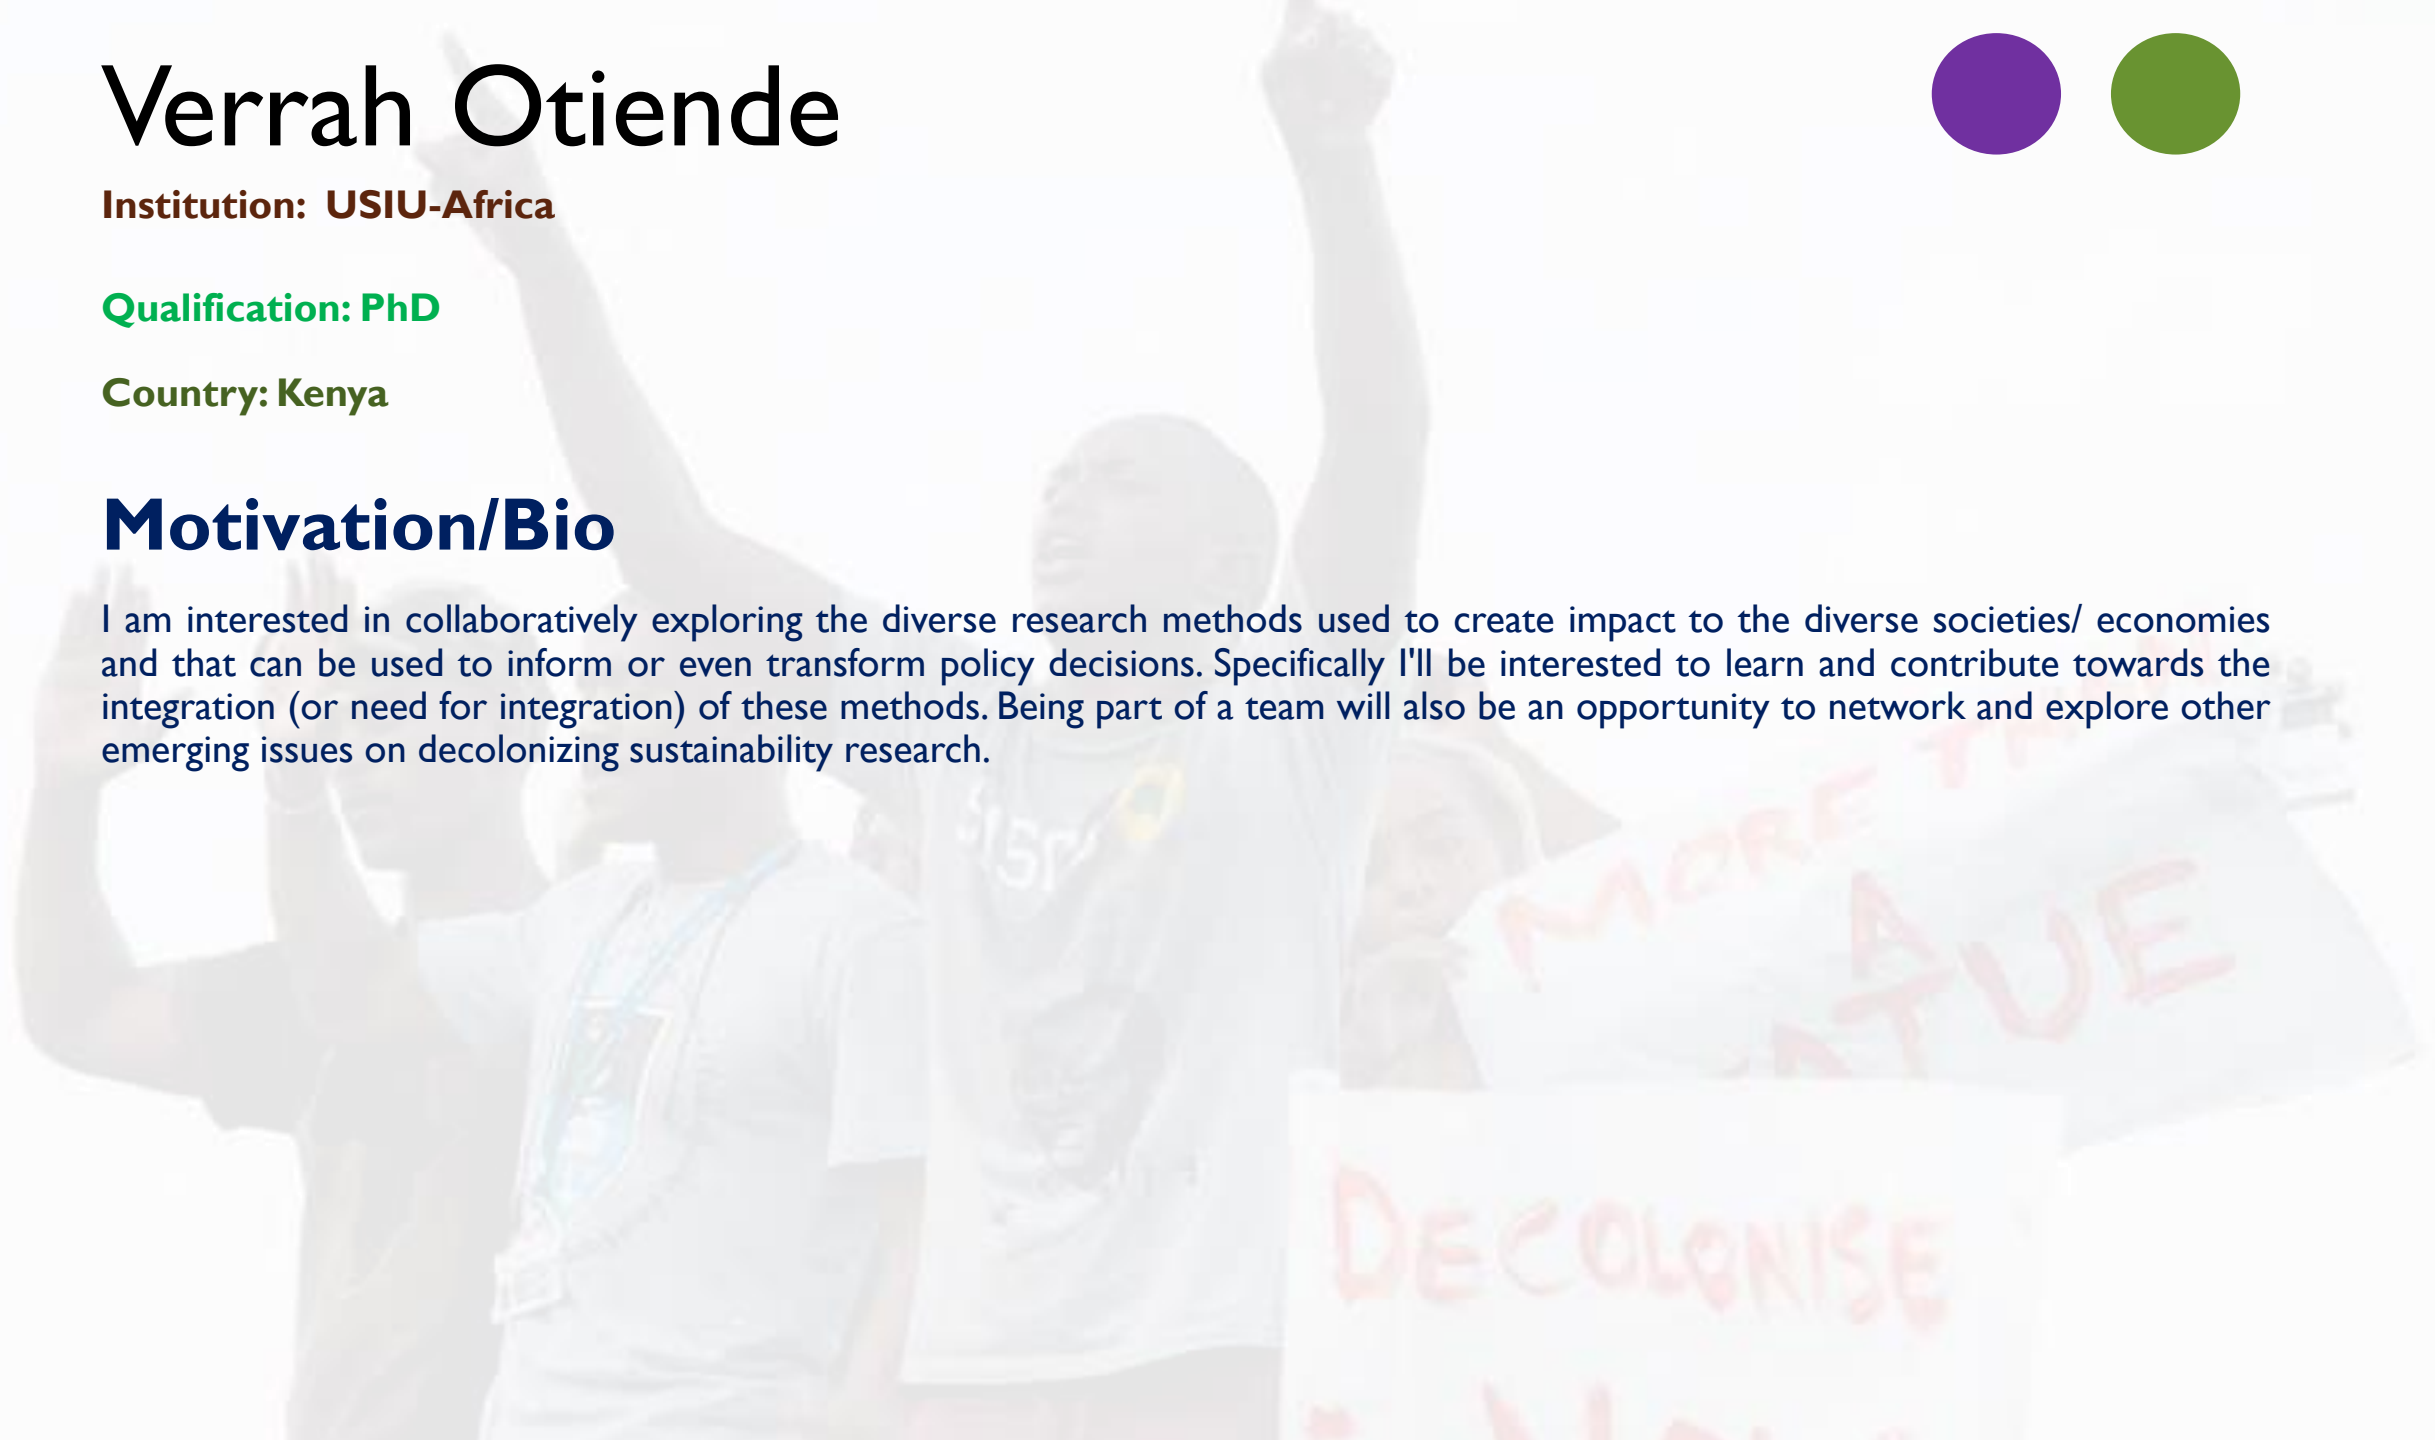 Verrah Otiende
Institution: USIU-Africa
Qualification: PhD
Country: Kenya
Motivation/Bio
I am interested in collaboratively exploring the diverse research methods used to create impact to the diverse societies/ economies
and that can be used to inform or even transform policy decisions. Specifically I'll be interested to learn and contribute towards the
integration (or need for integration) of these methods. Being part of a team will also be an opportunity to network and explore other
emerging issues on decolonizing sustainability research.
MORE THAN
A
DECOLONISE